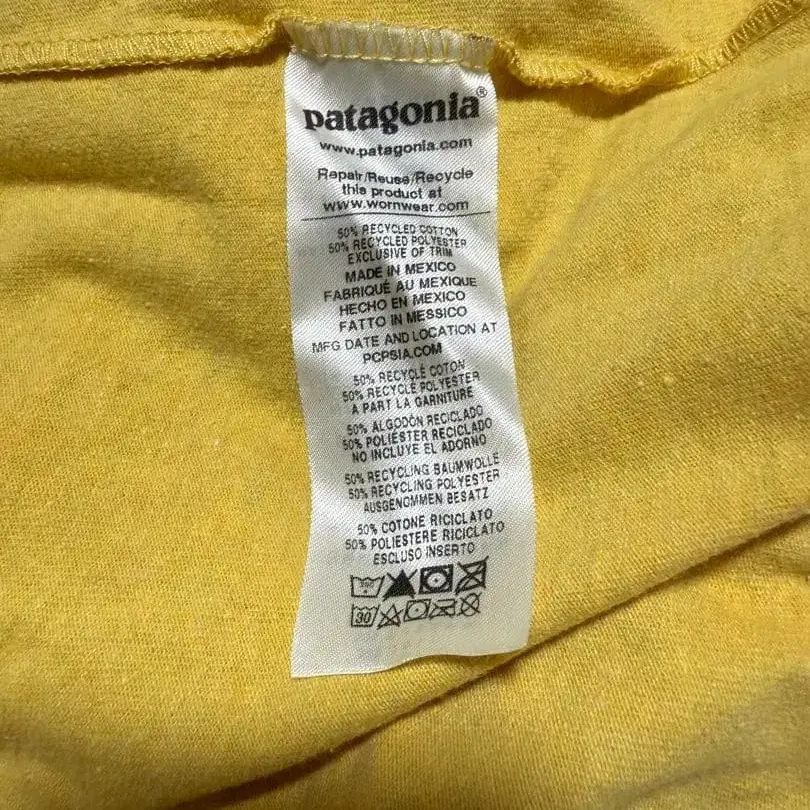 patagonia®
www.patagonia.com
Repair/Reuse/Recycle
this product at
www.wornwear.com
50% RECYCLED COTTON
50% RECYCLED POLYESTER
EXCLUSIVE OF TRIM
MADE IN MEXICO
FABRIQUÉ AU MEXIQUE
HECHO EN MEXICO
FATTO IN MESSICO
MFG DATE AND LOCATION AT
PCPSIA.COM
50% RECYCLÉ COTON
50% RECYCLÉ POLYESTER
A PART LA GARNITURE
50% ALGODÓN RECICLADO
50% POLIÉSTER RECICLADO
NO INCLUYE EL ADORNO
50% RECYCLING BAUMWOLLE
50% RECYCLING POLYESTER
AUSGENOMMEN BESATZ
50% COTONE RICICLATO
50% POLIESTERE RICICLATO
ESCLUSO INSERTO
30